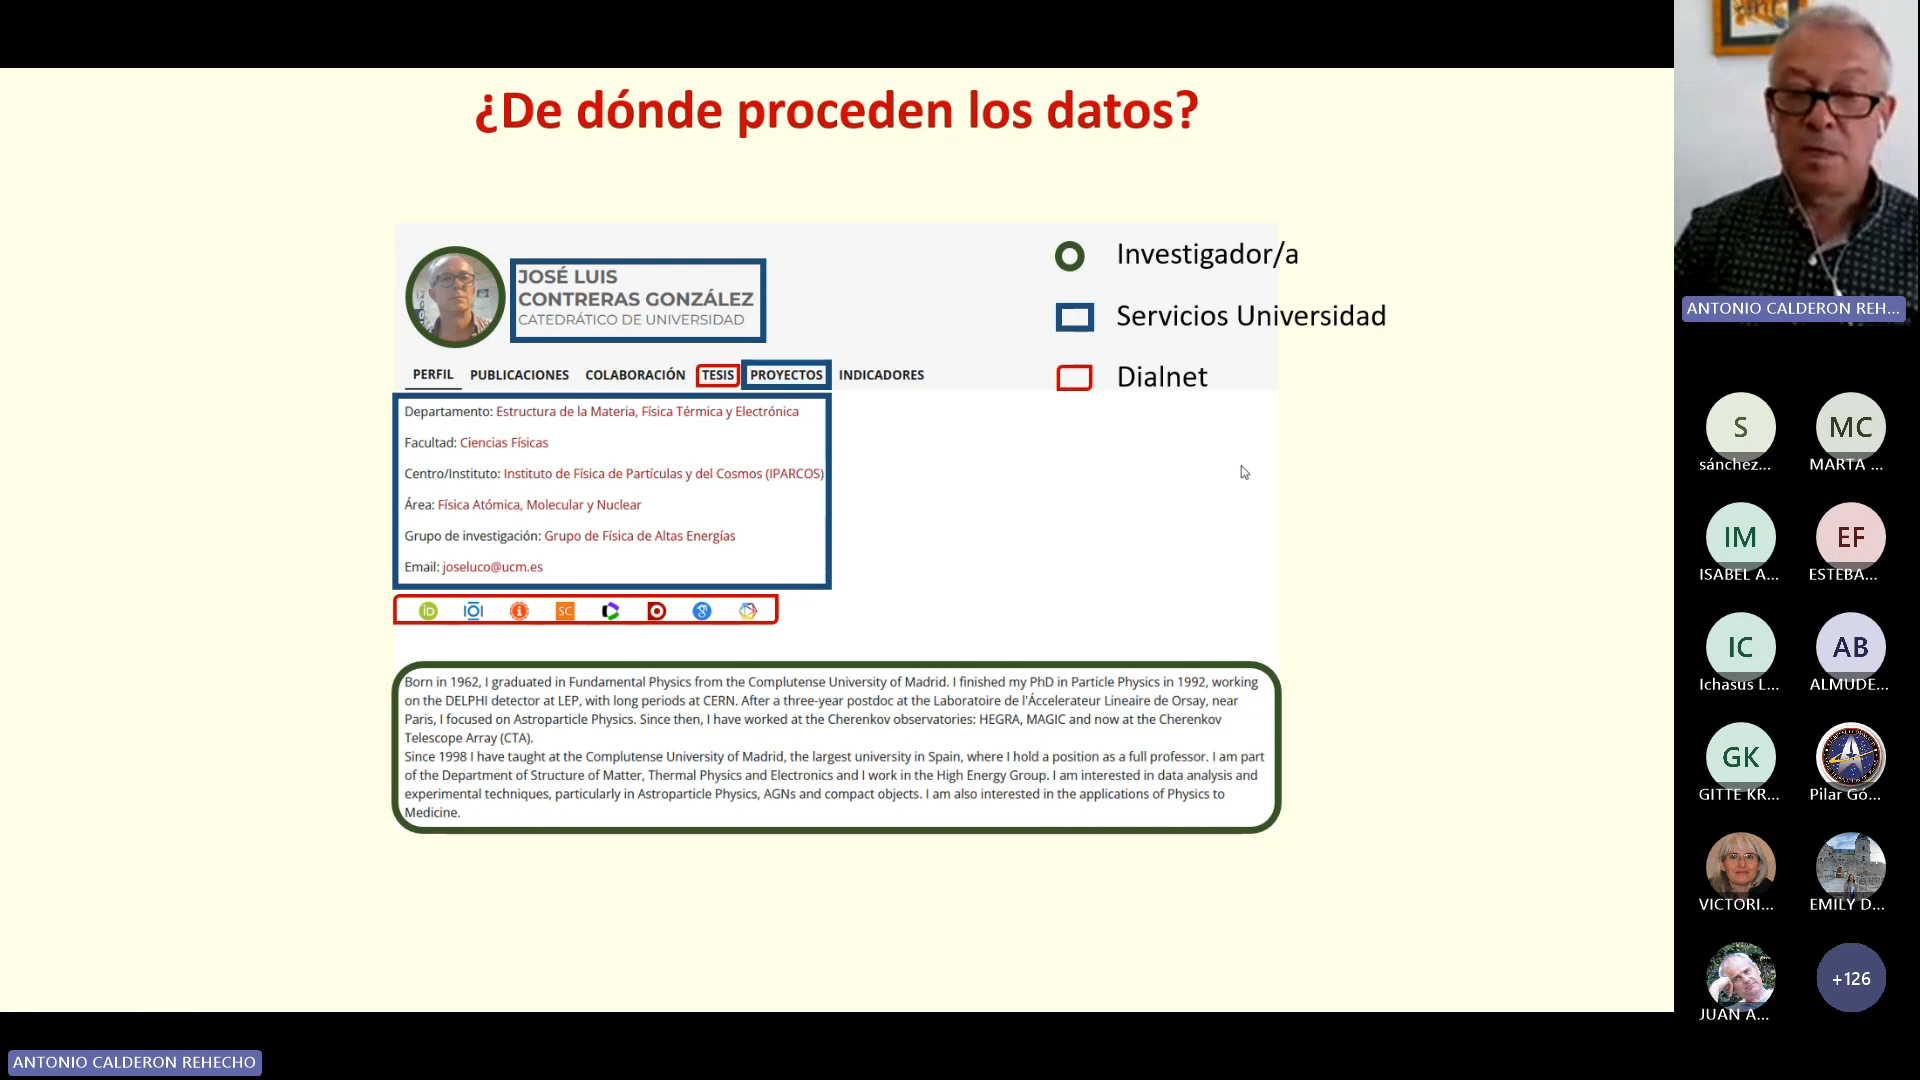 ¿De dónde proceden los datos?
JOSÉ LUIS
CONTRERAS GONZÁLEZ
CATEDRÁTICO DE UNIVERSIDAD
Investigador/a
Servicios Universidad
Dialnet
PERFIL PUBLICACIONES COLABORACIÓN TESIS PROYECTOS INDICADORES
Departamento: Estructura de la Materia, Física Térmica y Electrónica
Facultad: Ciencias Físicas
Centro/Instituto: Instituto de Física de Partículas y del Cosmos (IPARCOS)
Área: Física Atómica, Molecular y Nuclear
Grupo de investigación: Grupo de Física de Altas Energías
Email: joseluco@ucm.es
iD
SC
Born in 1962, I graduated in Fundamental Physics from the Complutense University of Madrid. I finished my PhD in Particle Physics in 1992, working
on the DELPHI detector at LEP, with long periods at CERN. After a three-year postdoc at the Laboratoire de l'Áccelerateur Lineaire de Orsay, near
Paris, I focused on Astroparticle Physics. Since then, I have worked at the Cherenkov observatories: HEGRA, MAGIC and now at the Cherenkov
Telescope Array (CTA).
Since 1998 I have taught at the Complutense University of Madrid, the largest university in Spain, where I hold a position as a full professor. I am part
of the Department of Structure of Matter, Thermal Physics and Electronics and I work in the High Energy Group. I am interested in data analysis and
experimental techniques, particularly in Astroparticle Physics, AGNs and compact objects. I am also interested in the applications of Physics to
Medicine.
ANTONIO CALDERON REH...
S
sánchez...
MC
MARTA ...
IM
ISABEL A...
EF
ESTEBA...
IC
Ichasus L...
AB
ALMUDE...
GK
GITTE KR...
Pilar Gó...
VICTORI...
EMILY D...
JUAN A...
+126
ANTONIO CALDERON REHECHO